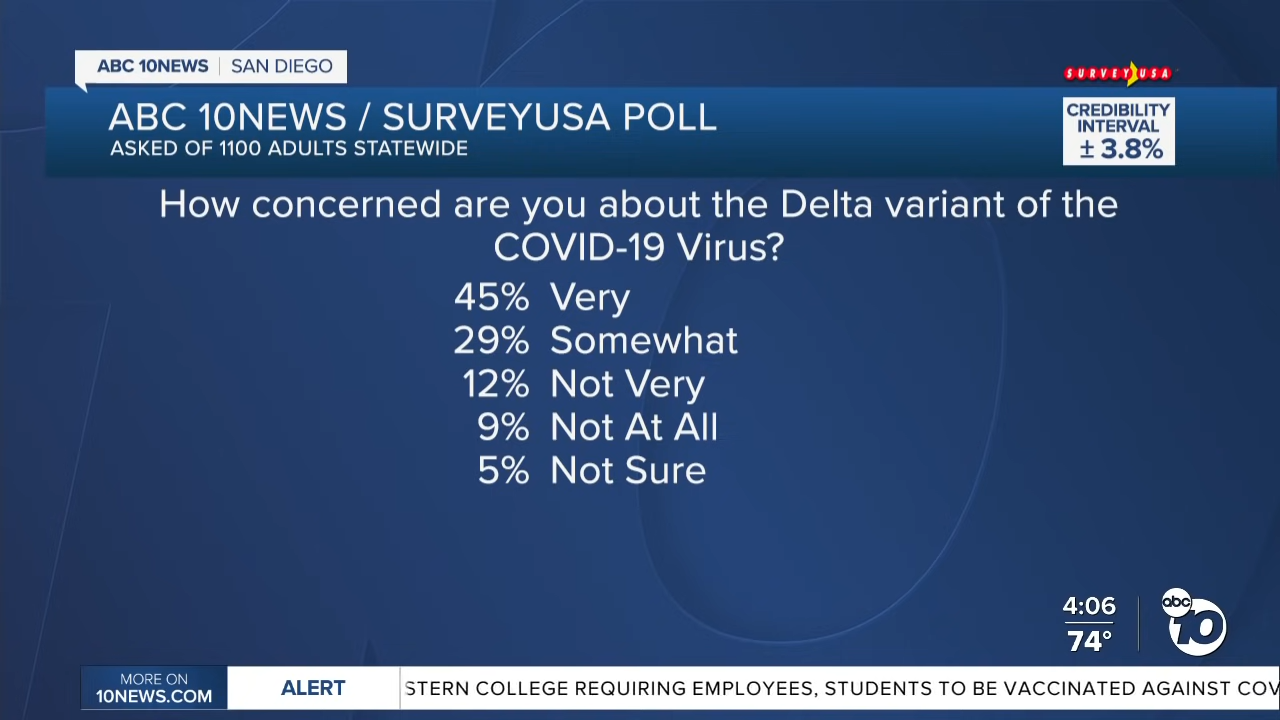 ABC 10NEWS | SAN DIEGO
SURVEY USA
ABC 10NEWS / SURVEYUSA POLL
ASKED OF 1100 ADULTS STATEWIDE
CREDIBILITY
INTERVAL
± 3.8%
How concerned are you about the Delta variant of the
COVID-19 Virus?
45% Very
29% Somewhat
12% Not Very
9% Not At All
5% Not Sure
4:06
74°
abc
10
MORE ON
10NEWS.COM
ALERT
STERN COLLEGE REQUIRING EMPLOYEES, STUDENTS TO BE VACCINATED AGAINST COV